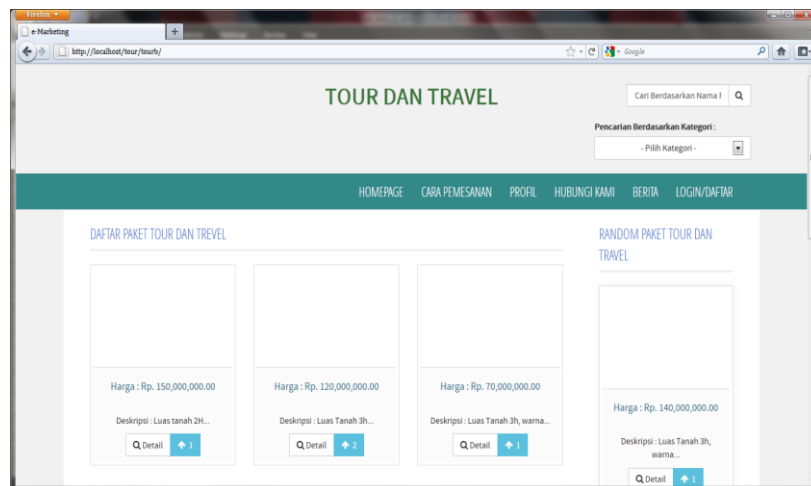 Firefox
e-Marketing
http://localhost/tour/tourb/
Google
TOUR DAN TRAVEL
Cari Berdasarkan Nama
Pencarian Berdasarkan Kategori :
- Pilih Kategori -
HOMEPAGE CARA PEMESANAN PROFIL HUBUNGI KAMI BERITA LOGIN/DAFTAR
DAFTAR PAKET TOUR DAN TREVEL
RANDOM PAKET TOUR DAN
TRAVEL
Harga : Rp. 150,000,000.00
Deskripsi : Luas tanah 2H...
Detail 1
Harga : Rp. 120,000,000.00
Deskripsi : Luas Tanah 3h...
Detail 2
Harga : Rp. 70,000,000.00
Deskripsi : Luas Tanah 3h, warna...
Detail 1
Harga : Rp. 140,000,000.00
Deskripsi : Luas Tanah 3h,
warna...
Detail 1